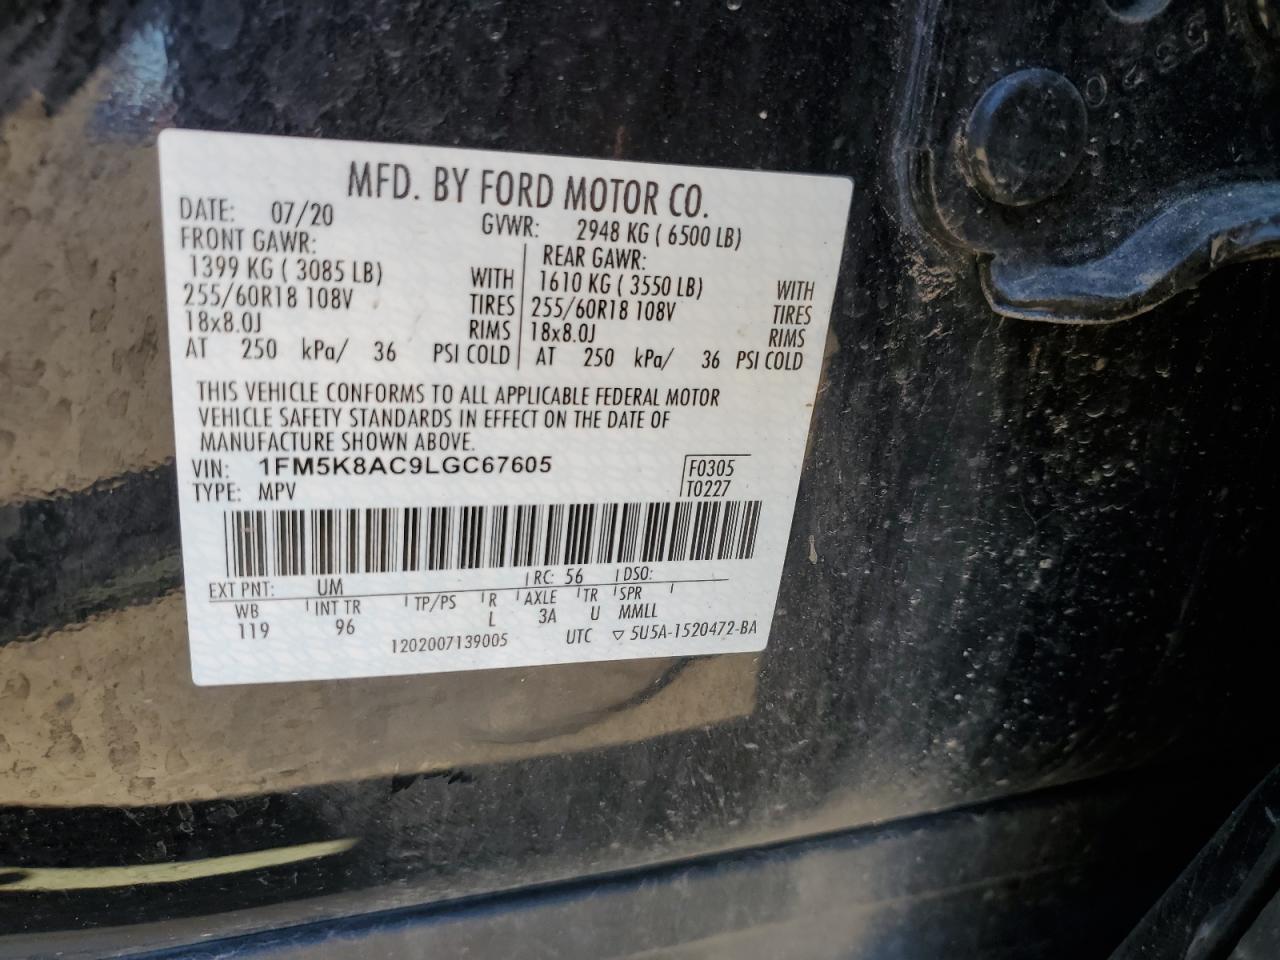 MFD. BY FORD MOTOR CO.
DATE: 07/20 GVWR: 2948 KG ( 6500 LB)
FRONT GAWR: REAR GAWR:
1399 KG ( 3085 LB) WITH 1610 KG ( 3550 LB) WITH
255/60R18 108V TIRES 255/60R18 108V TIRES
18x8.0J RIMS 18x8.0J RIMS
AT 250 kPa/ 36 PSI COLD AT 250 kPa/ 36 PSI COLD
THIS VEHICLE CONFORMS TO ALL APPLICABLE FEDERAL MOTOR
VEHICLE SAFETY STANDARDS IN EFFECT ON THE DATE OF
MANUFACTURE SHOWN ABOVE.
VIN: 1FM5K8AC9LGC67605 F0305
TYPE: MPV T0227
EXT PNT: UM RC: 56 DSO:
WB INT TR TP/PS R AXLE TR SPR
119 96 L 3A U MMLL
1202007139005 UTC ▽ 5U5A-1520472-BA